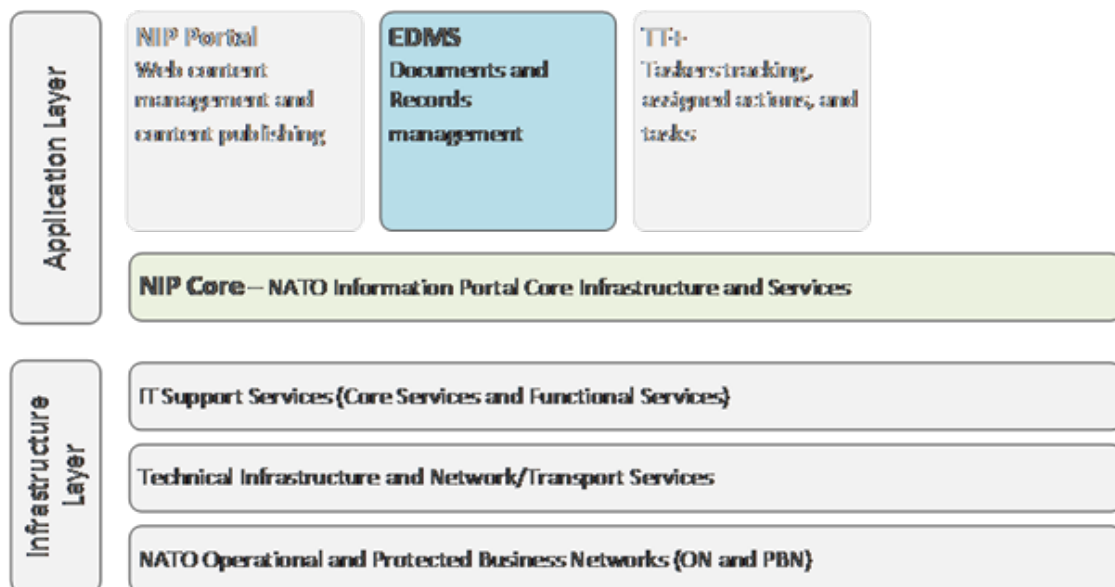 Application Layer
NIP Portal
Web content
management and
content publishing
EDMS
Documents and
Records
management
TT+
Taskers tracking,
assigned actions, and
tasks
NIP Core – NATO Information Portal Core Infrastructure and Services
Infrastructure
Layer
IT Support Services (Core Services and Functional Services)
Technical Infrastructure and Network/Transport Services
NATO Operational and Protected Business Networks (ON and PBN)